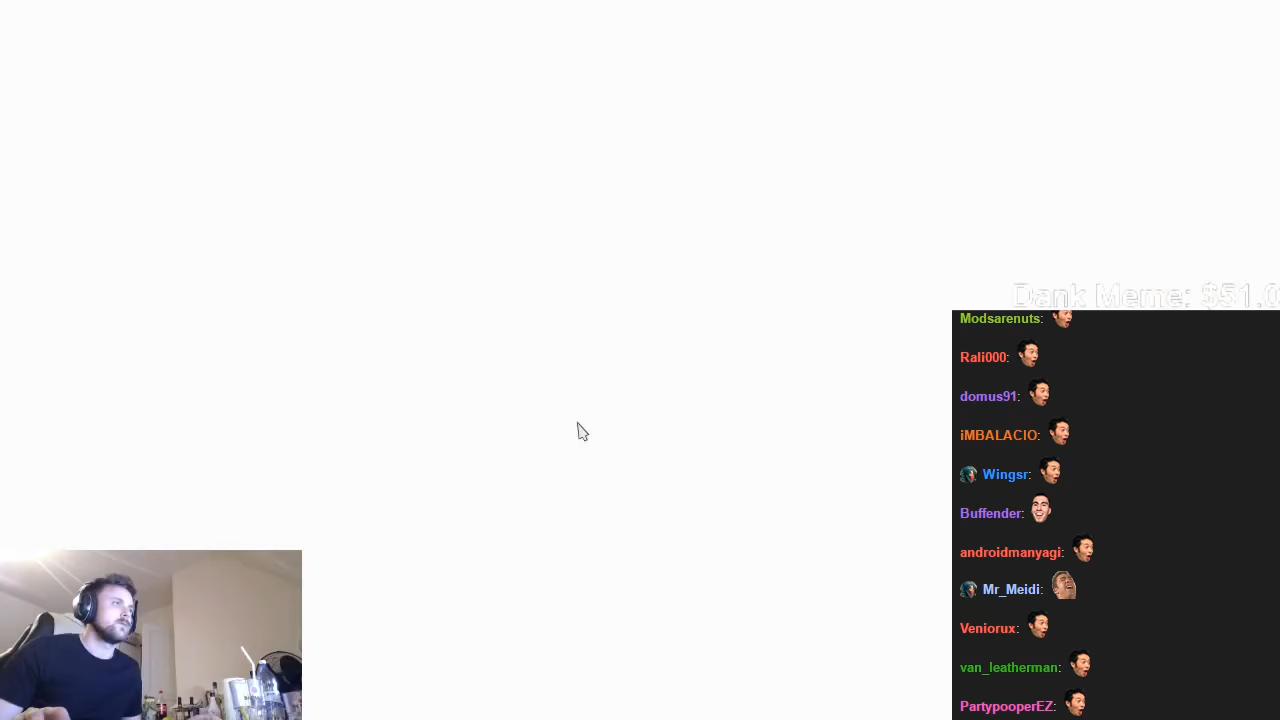 Dank Meme: $51.0
Modsarenuts:
Rali000:
domus91:
iMBALACIO:
Wingsr:
Buffender:
androidmanyagi:
Mr_Meidi:
Veniorux:
van_leatherman:
PartypooperEZ: